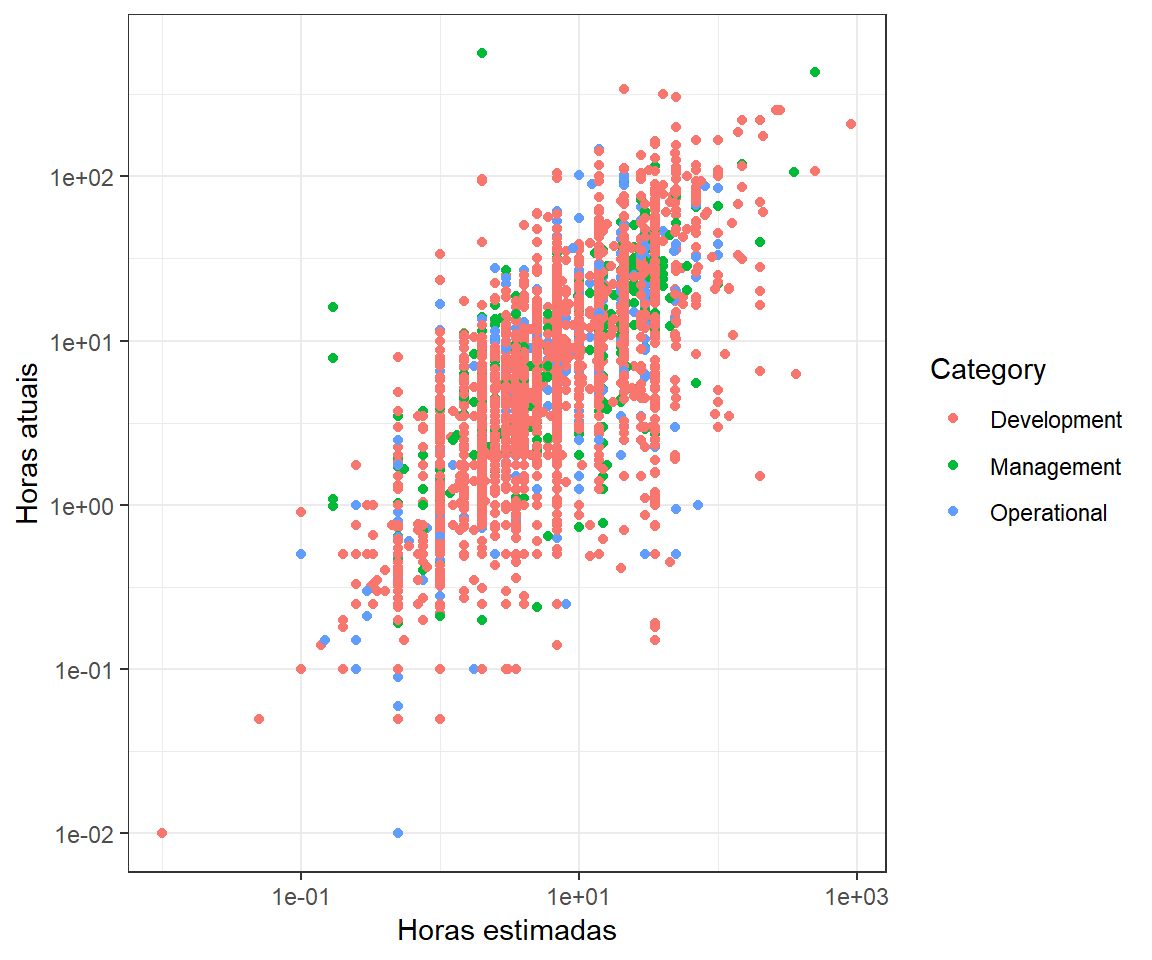 Horas atuais
1e+02
1e+01
1e+00
1e-01
1e-02
1e-01
1e+01
1e+03
Horas estimadas
Category
Development
Management
Operational